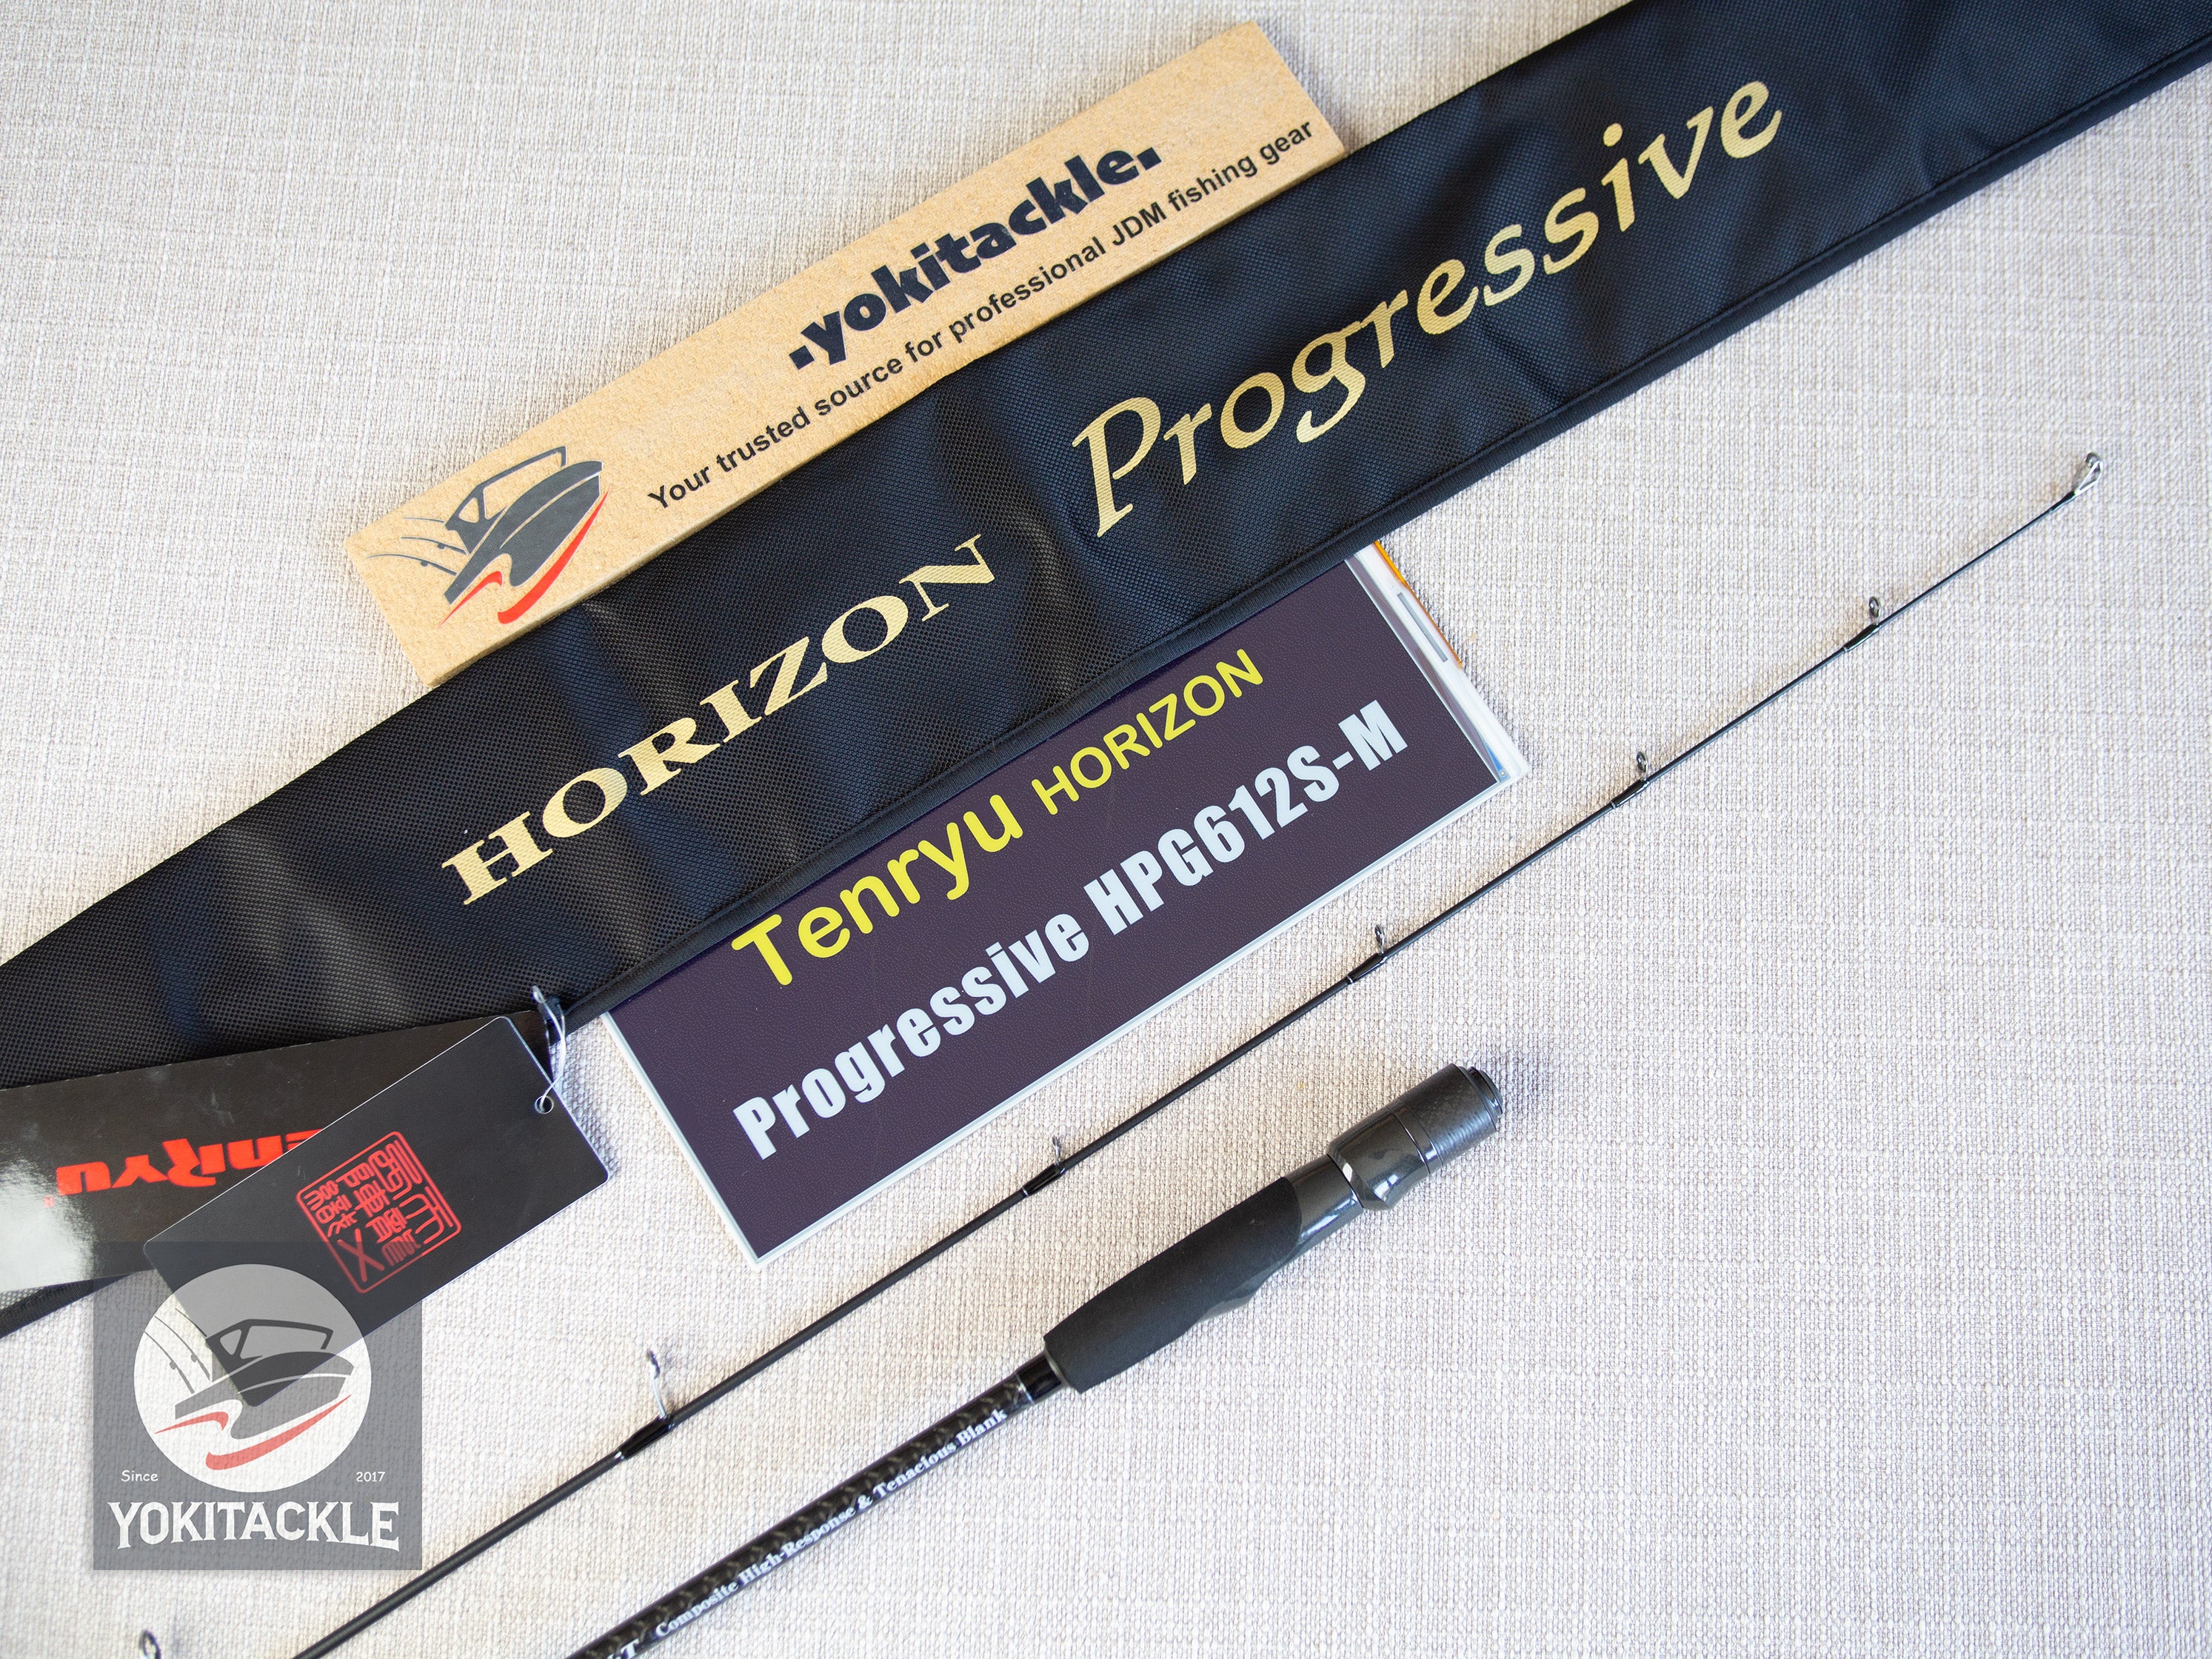 .yokitackle.
Your trusted source for professional JDM fishing gear
HORIZON Progressive
Tenryu HORIZON
Progressive HPG612S-M
Composite High-Response & Tenacious Blank
Since 2017
YOKITACKLE